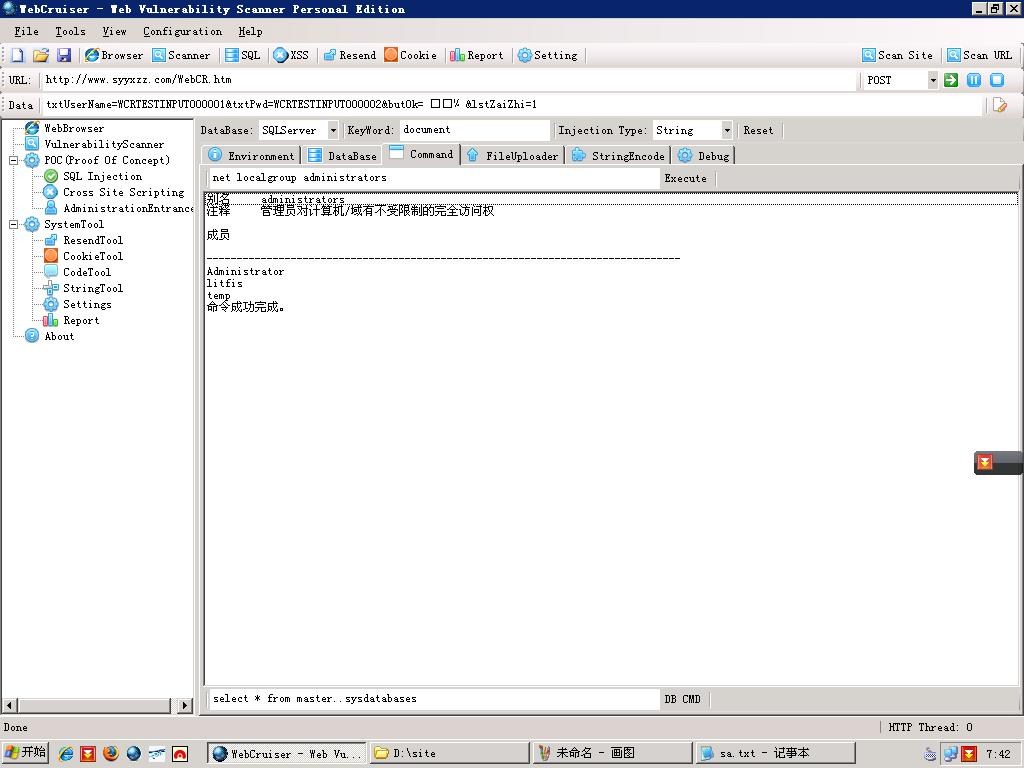 WebCruiser - Web Vulnerability Scanner Personal Edition
File Tools View Configuration Help
Browser Scanner SQL XSS Resend Cookie Report Setting Scan Site Scan URL
URL: http://www.syyxzz.com/WebCR.htm POST
Data txtUserName=WCRTESTINPUT000001&txtPwd=WCRTESTINPUT000002&butOk= □□% &lstZaiZhi=1
WebBrowser
VulnerabilityScanner
POC(Proof Of Concept)
SQL Injection
Cross Site Scripting
AdministrationEntrance
SystemTool
ResendTool
CookieTool
CodeTool
StringTool
Settings
Report
About
DataBase: SQLServer KeyWord: document Injection Type: String Reset
Environment DataBase Command FileUploader StringEncode Debug
net localgroup administrators Execute
别名 administrators
注释 管理员对计算机/域有不受限制的完全访问权
成员
-------------------------------------------------------------------------------
Administrator
litfis
temp
命令成功完成。
select * from master..sysdatabases DB CMD
Done HTTP Thread: 0
开始 WebCruiser - Web Vu... D:\site 未命名 - 画图 sa.txt - 记事本 7:42